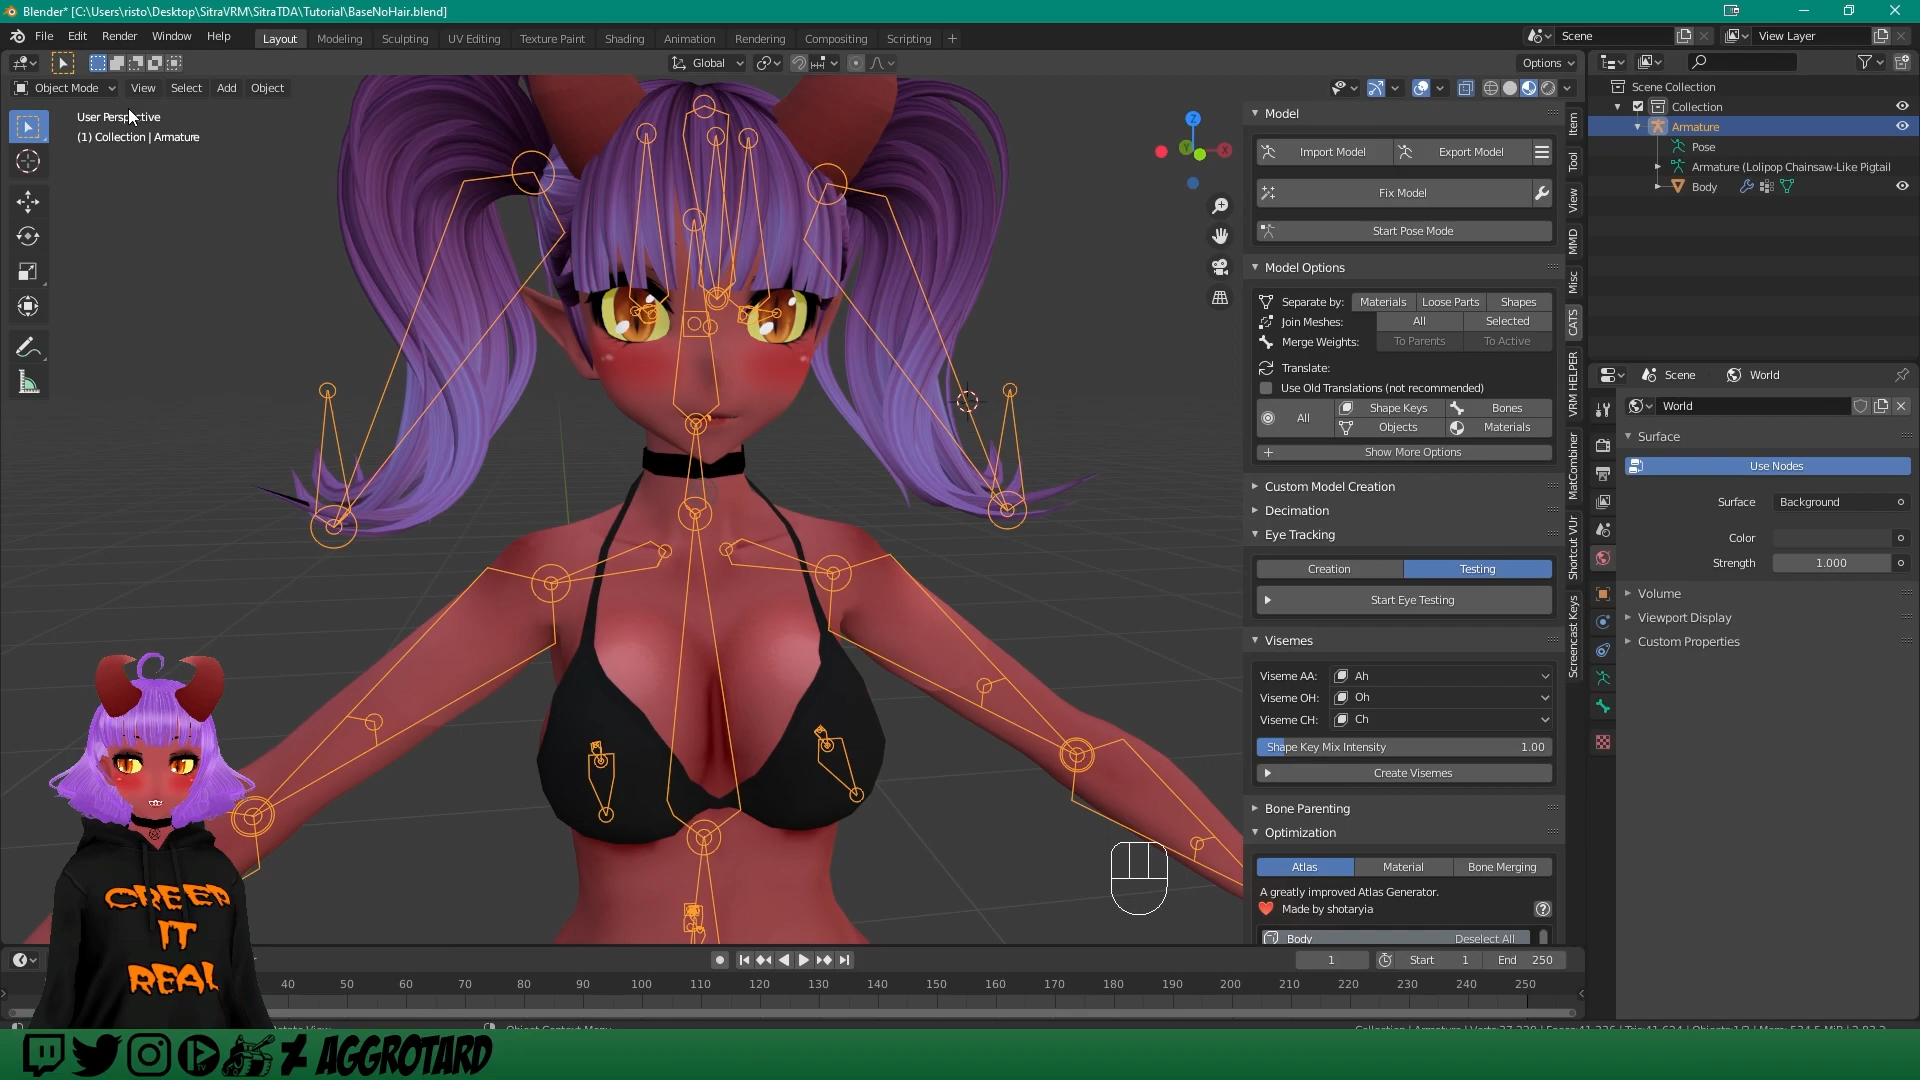 Blender* [C:\Users\risto\Desktop\SitraVRM\SitraTDA\Tutorial\BaseNoHair.blend]
File Edit Render Window Help
Layout Modeling Sculpting UV Editing Texture Paint Shading Animation Rendering Compositing Scripting +
Scene
View Layer
Global
Options
Object Mode View Select Add Object
User Perspective
(1) Collection | Armature
Z
Y
X
Model
Import Model
Export Model
Fix Model
Start Pose Mode
Model Options
Separate by: Materials Loose Parts Shapes
Join Meshes: All Selected
Merge Weights: To Parents To Active
Translate:
Use Old Translations (not recommended)
All
Shape Keys Bones
Objects Materials
Show More Options
Custom Model Creation
Decimation
Eye Tracking
Creation Testing
Start Eye Testing
Visemes
Viseme AA: Ah
Viseme OH: Oh
Viseme CH: Ch
Shape Key Mix Intensity 1.00
Create Visemes
Bone Parenting
Optimization
Atlas Material Bone Merging
A greatly improved Atlas Generator.
Made by shotaryia
Body Deselect All
Item
Tool
View
MMD
Misc
CATS
VRM HELPER
MatCombiner
Shortcut VUr
Screencast Keys
Scene Collection
Collection
Armature
Pose
Armature (Lolipop Chainsaw-Like Pigtail
Body
Scene World
World
Surface
Use Nodes
Surface Background
Color
Strength 1.000
Volume
Viewport Display
Custom Properties
1 Start 1 End 250
40 50 60 70 80 90 100 110 120 130 140 150 160 170 180 190 200 210 220 230 240 250
CREEP
IT
REAL
AGGROTARD